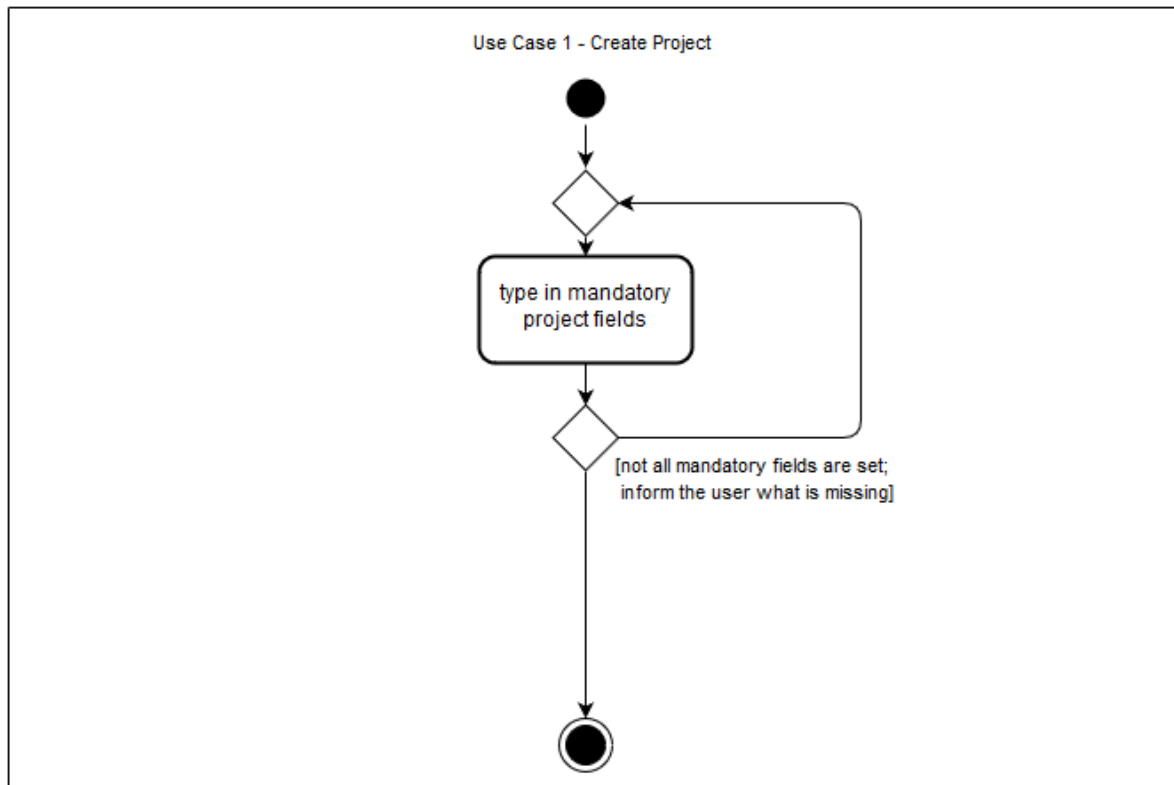 Use Case 1 - Create Project
type in mandatory
project fields
[not all mandatory fields are set;
inform the user what is missing]